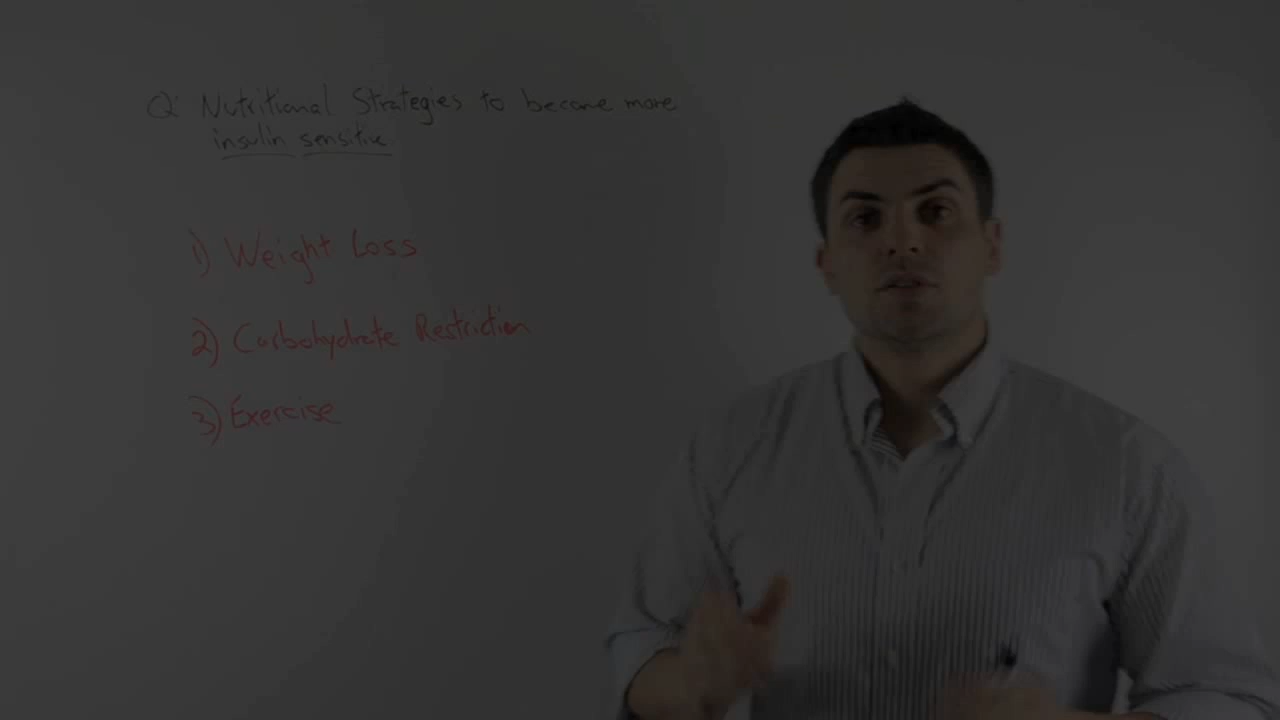 Q: Nutritional Strategies to become more
insulin sensitive
1) Weight Loss
2) Carbohydrate Restriction
3) Exercise